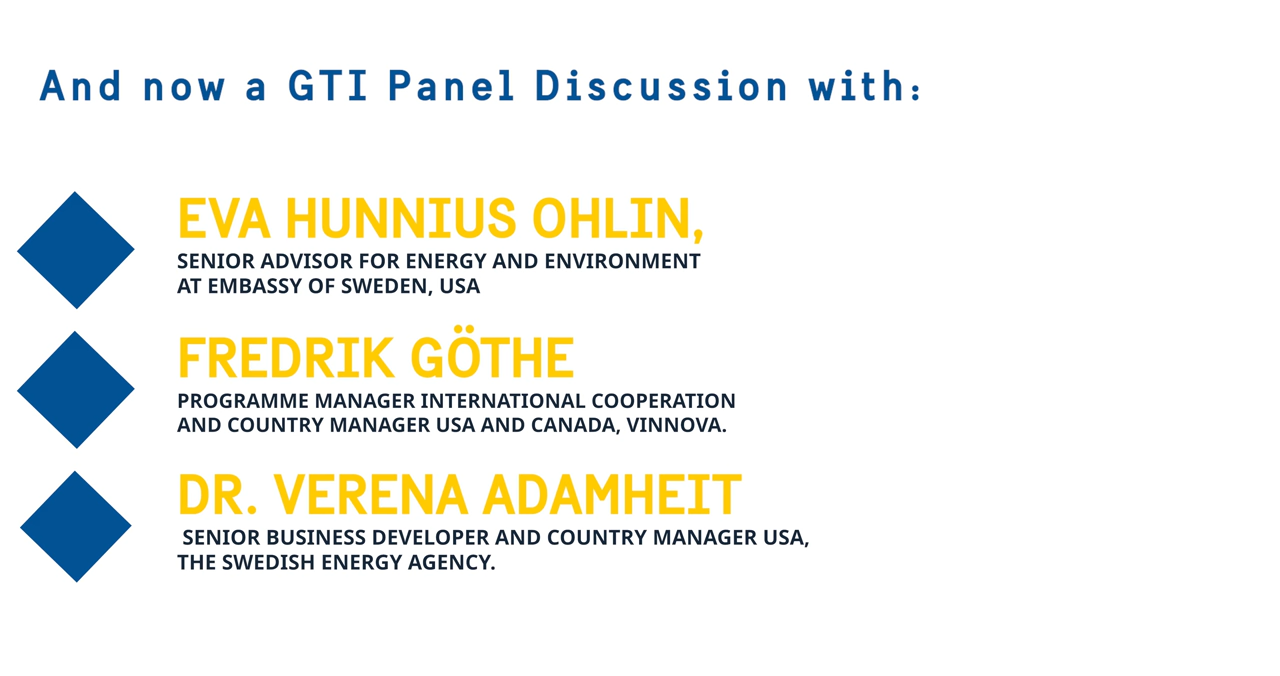 And now a GTI Panel Discussion with:
EVA HUNNIUS OHLIN,
SENIOR ADVISOR FOR ENERGY AND ENVIRONMENT
AT EMBASSY OF SWEDEN, USA
FREDRIK GÖTHE
PROGRAMME MANAGER INTERNATIONAL COOPERATION
AND COUNTRY MANAGER USA AND CANADA, VINNOVA.
DR. VERENA ADAMHEIT
SENIOR BUSINESS DEVELOPER AND COUNTRY MANAGER USA,
THE SWEDISH ENERGY AGENCY.